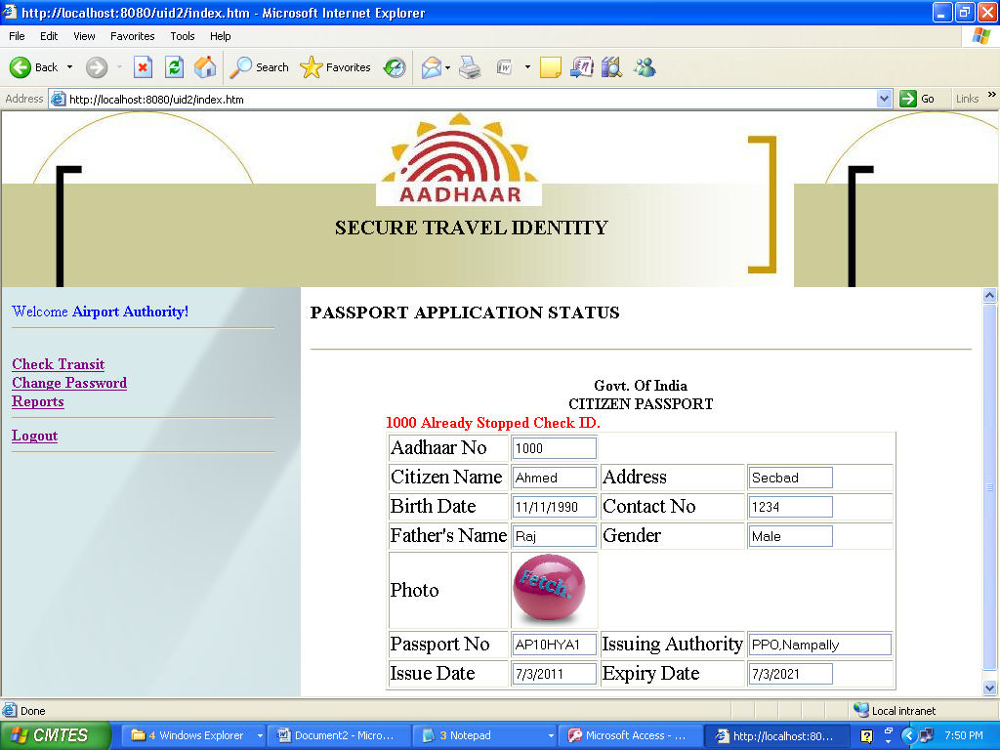 http://localhost:8080/uid2/index.htm - Microsoft Internet Explorer
File Edit View Favorites Tools Help
Back Search Favorites
Address http://localhost:8080/uid2/index.htm Go Links »
AADHAAR
SECURE TRAVEL IDENTITY
Welcome Airport Authority!
Check Transit
Change Password
Reports
Logout
PASSPORT APPLICATION STATUS
Govt. Of India
CITIZEN PASSPORT
1000 Already Stopped Check ID.
Aadhaar No 1000
Citizen Name Ahmed Address Secbad
Birth Date 11/11/1990 Contact No 1234
Father's Name Raj Gender Male
Photo Fetch.
Passport No AP10HYA1 Issuing Authority PPO,Nampally
Issue Date 7/3/2011 Expiry Date 7/3/2021
Done Local intranet
CMTES 4 Windows Explorer Document2 - Micro... 3 Notepad Microsoft Access - ... http://localhost:80... 7:50 PM